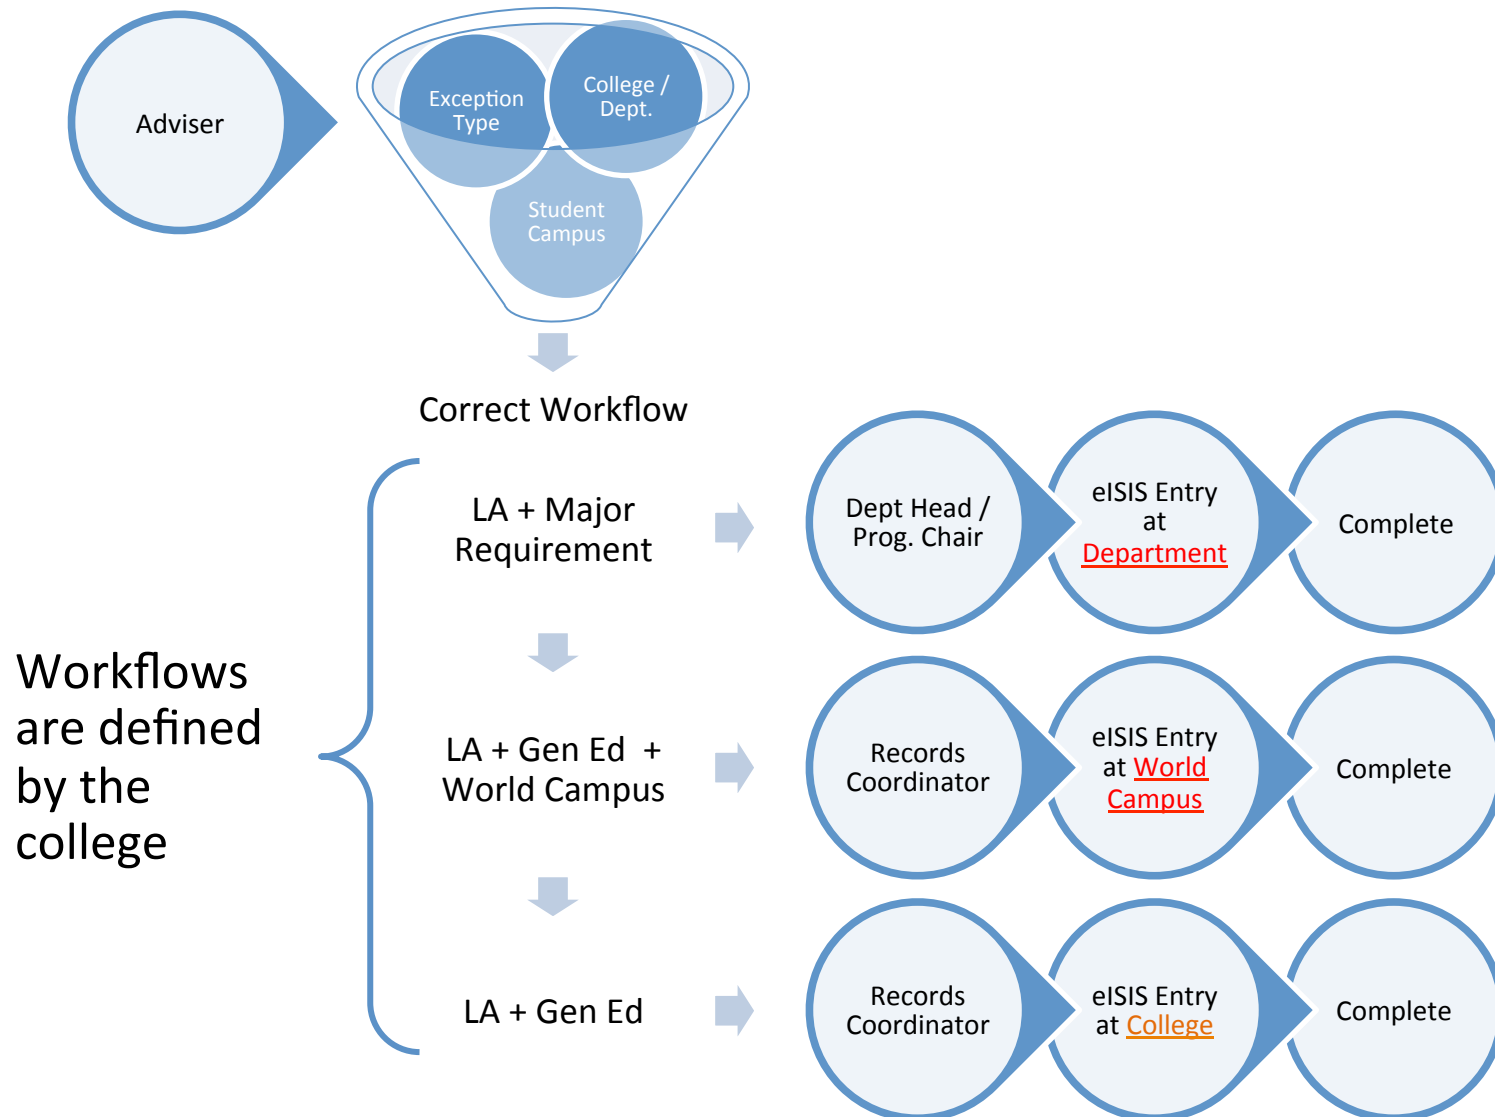 Adviser
Exception
Type
College /
Dept.
Student
Campus
Correct Workflow
Workflows
are defined
by the
college
LA + Major
Requirement
Dept Head /
Prog. Chair
eISIS Entry
at
Department
Complete
LA + Gen Ed +
World Campus
Records
Coordinator
eISIS Entry
at World
Campus
Complete
LA + Gen Ed
Records
Coordinator
eISIS Entry
at College
Complete